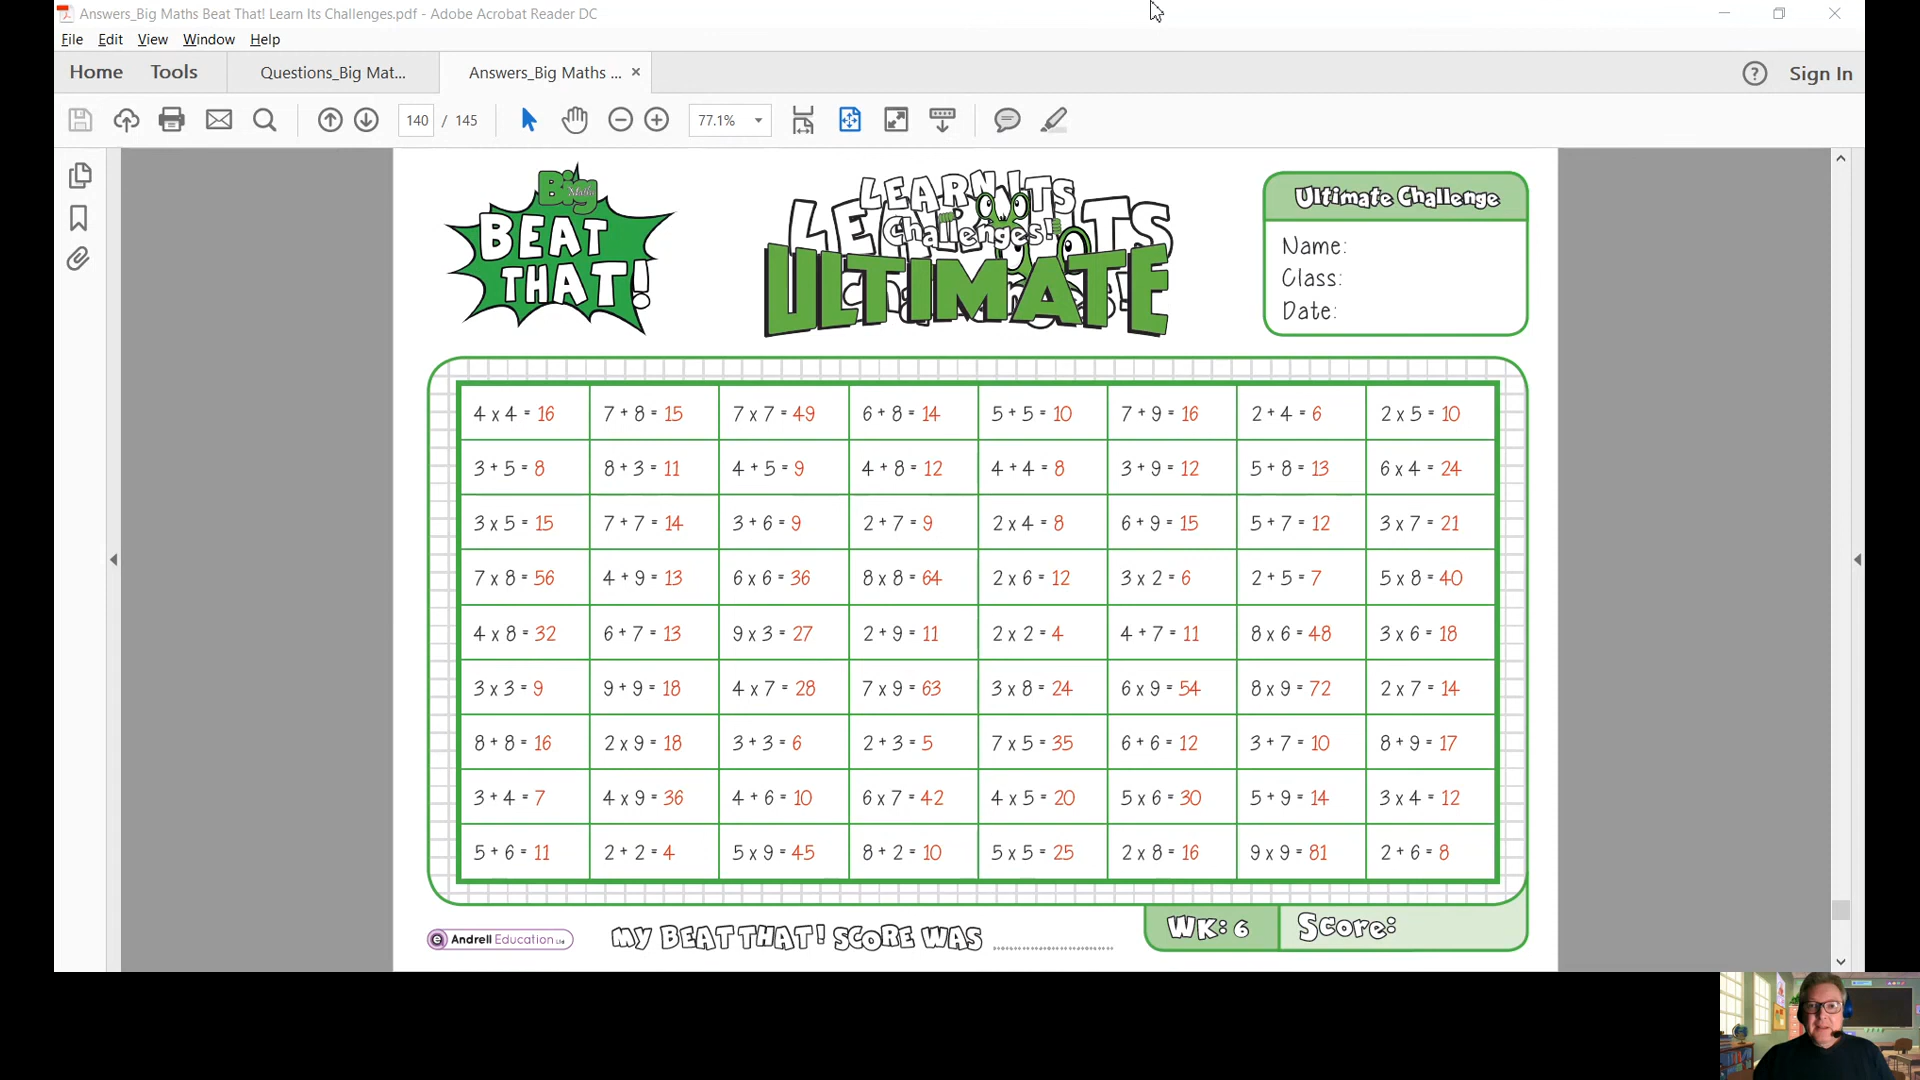 Answers_Big Maths Beat That! Learn Its Challenges.pdf - Adobe Acrobat Reader DC
File Edit View Window Help
Home Tools Questions_Big Mat... Answers_Big Maths ... × ? Sign In
140 / 145 77.1%
Big Maths
BEAT THAT!
LEARN ITS
Challenges!
ULTIMATE
Ultimate Challenge
Name:
Class:
Date:
4 x 4 = 16 7 + 8 = 15 7 x 7 = 49 6 + 8 = 14 5 + 5 = 10 7 + 9 = 16 2 + 4 = 6 2 x 5 = 10
3 + 5 = 8 8 + 3 = 11 4 + 5 = 9 4 + 8 = 12 4 + 4 = 8 3 + 9 = 12 5 + 8 = 13 6 x 4 = 24
3 x 5 = 15 7 + 7 = 14 3 + 6 = 9 2 + 7 = 9 2 x 4 = 8 6 + 9 = 15 5 + 7 = 12 3 x 7 = 21
7 x 8 = 56 4 + 9 = 13 6 x 6 = 36 8 x 8 = 64 2 x 6 = 12 3 x 2 = 6 2 + 5 = 7 5 x 8 = 40
4 x 8 = 32 6 + 7 = 13 9 x 3 = 27 2 + 9 = 11 2 x 2 = 4 4 + 7 = 11 8 x 6 = 48 3 x 6 = 18
3 x 3 = 9 9 + 9 = 18 4 x 7 = 28 7 x 9 = 63 3 x 8 = 24 6 x 9 = 54 8 x 9 = 72 2 x 7 = 14
8 + 8 = 16 2 x 9 = 18 3 + 3 = 6 2 + 3 = 5 7 x 5 = 35 6 + 6 = 12 3 + 7 = 10 8 + 9 = 17
3 + 4 = 7 4 x 9 = 36 4 + 6 = 10 6 x 7 = 42 4 x 5 = 20 5 x 6 = 30 5 + 9 = 14 3 x 4 = 12
5 + 6 = 11 2 + 2 = 4 5 x 9 = 45 8 + 2 = 10 5 x 5 = 25 2 x 8 = 16 9 x 9 = 81 2 + 6 = 8
e Andrell Education Ltd MY BEAT THAT! SCORE WAS .............................. WK: 6 Score: